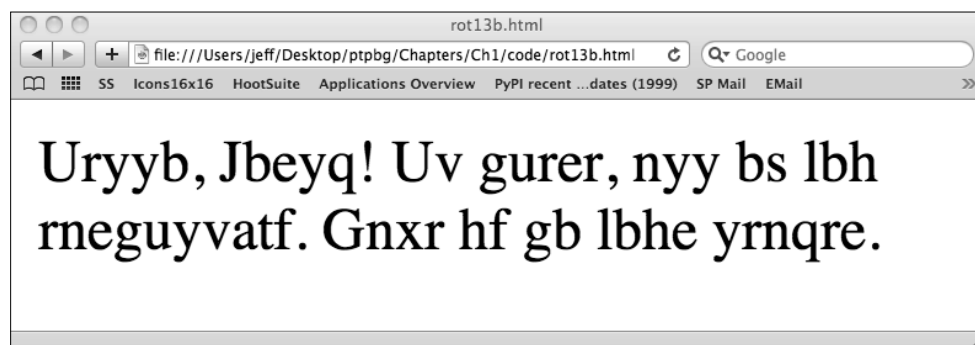 rot13b.html
file:///Users/jeff/Desktop/ptpbg/Chapters/Ch1/code/rot13b.html Google
SS Icons16x16 HootSuite Applications Overview PyPI recent ...dates (1999) SP Mail EMail
Uryyb, Jbeyq! Uv gurer, nyy bs lbh
rneguyvatf. Gnxr hf gb lbhe yrnqre.